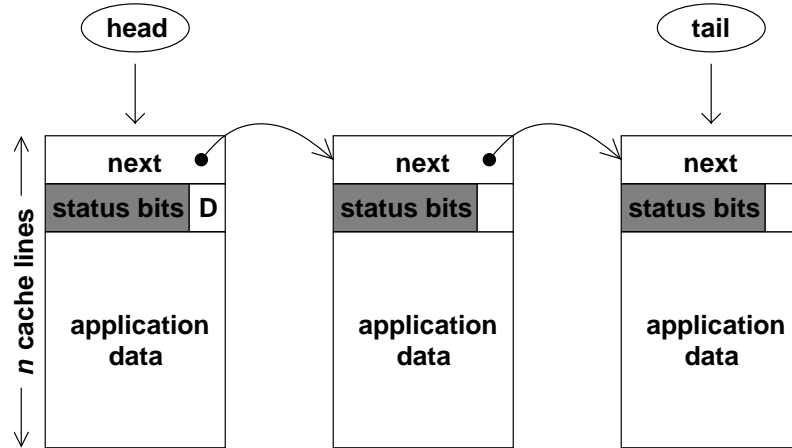 head
tail
n cache lines
next
status bits D
application
data
next
status bits
application
data
next
status bits
application
data